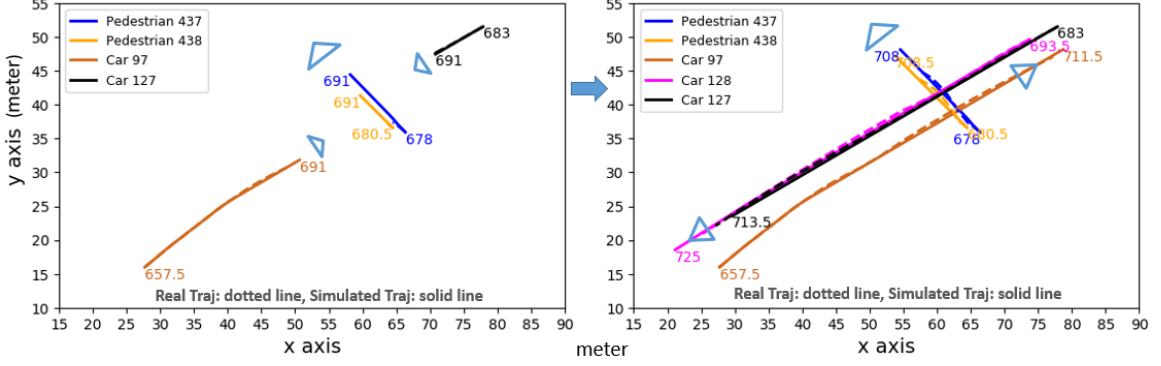 55
50
45
40
35
30
25
20
15
10
y axis (meter)
Pedestrian 437
Pedestrian 438
Car 97
Car 127
683
691
691
691
680.5
678
691
657.5
Real Traj: dotted line, Simulated Traj: solid line
15 20 25 30 35 40 45 50 55 60 65 70 75 80 85 90
x axis
meter
55
50
45
40
35
30
25
20
15
10
Pedestrian 437
Pedestrian 438
Car 97
Car 128
Car 127
683
693.5
711.5
708
708.5
680.5
678
713.5
725
657.5
Real Traj: dotted line, Simulated Traj: solid line
15 20 25 30 35 40 45 50 55 60 65 70 75 80 85 90
x axis